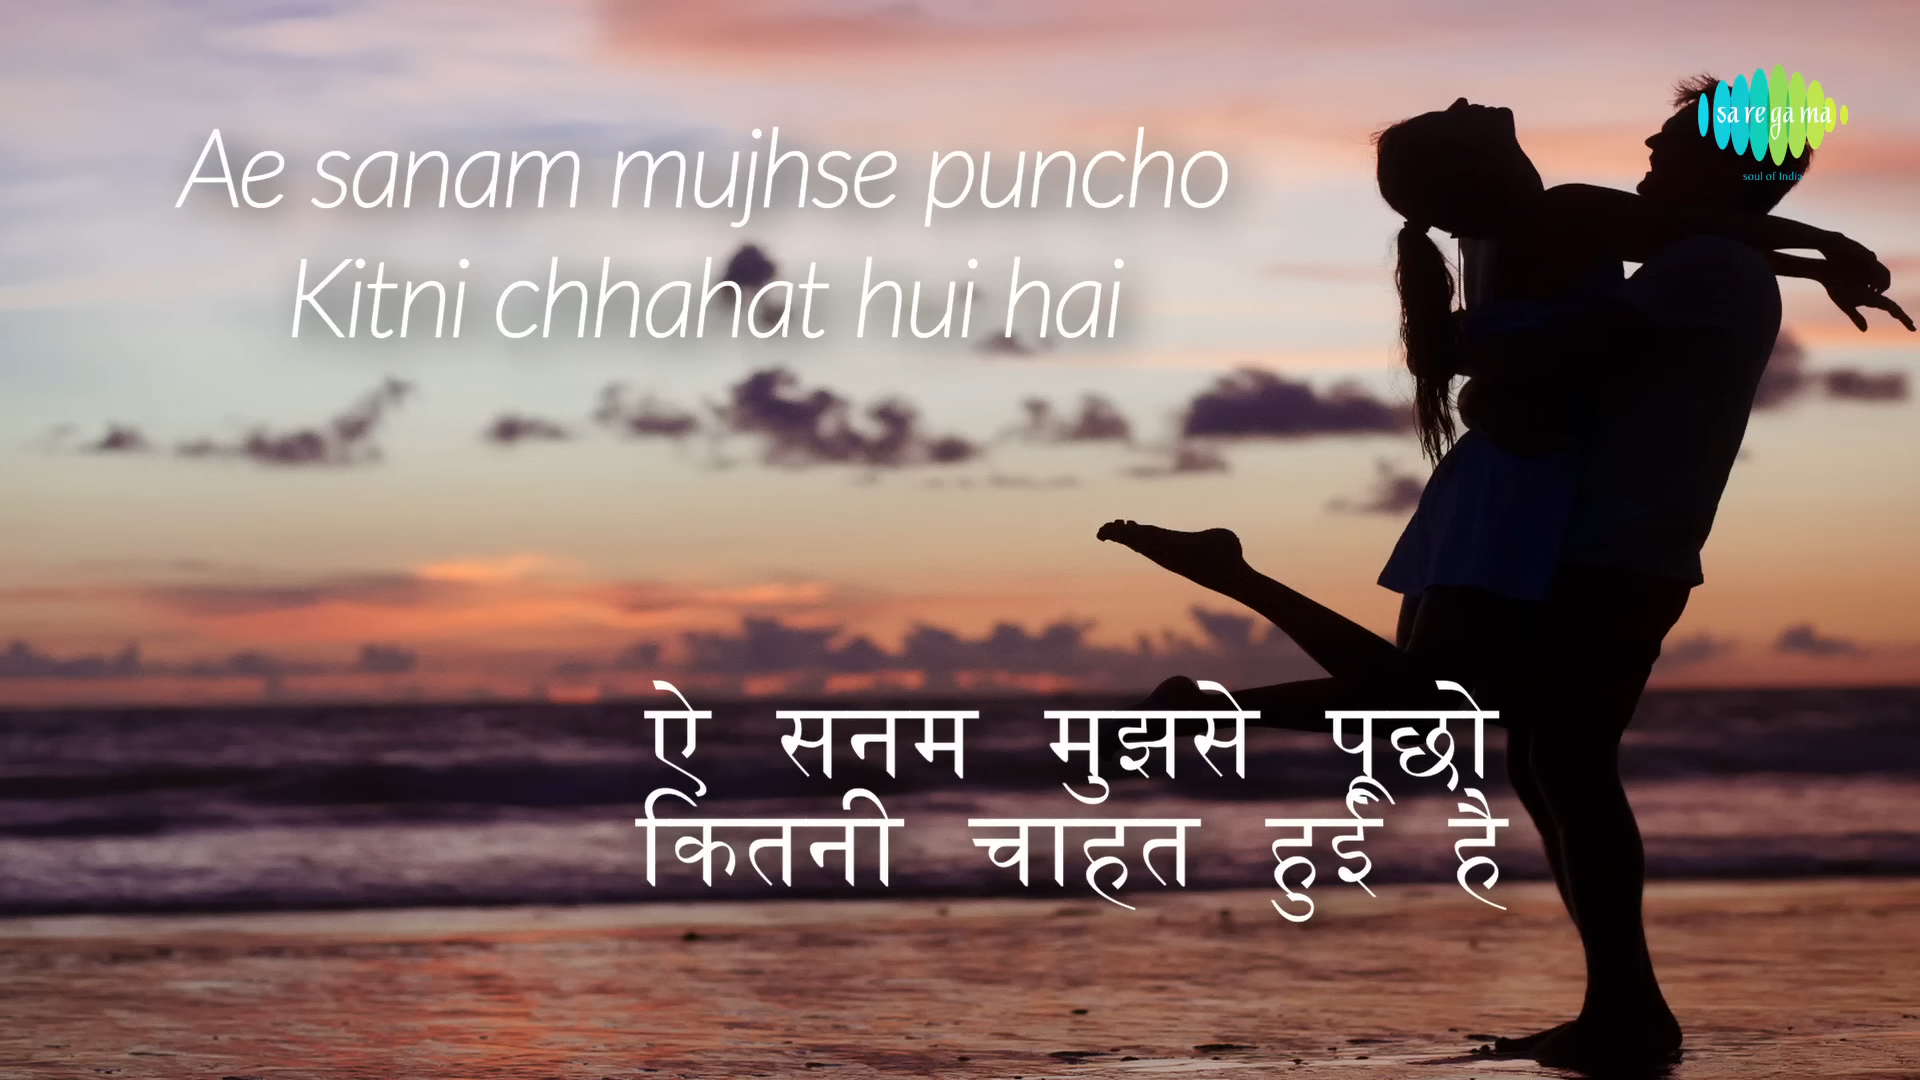 sa re ga ma
soul of India
Ae sanam mujhse puncho
Kitni chhahat hui hai
ऐ सनम मुझसे पूछो
कितनी चाहत हुई है